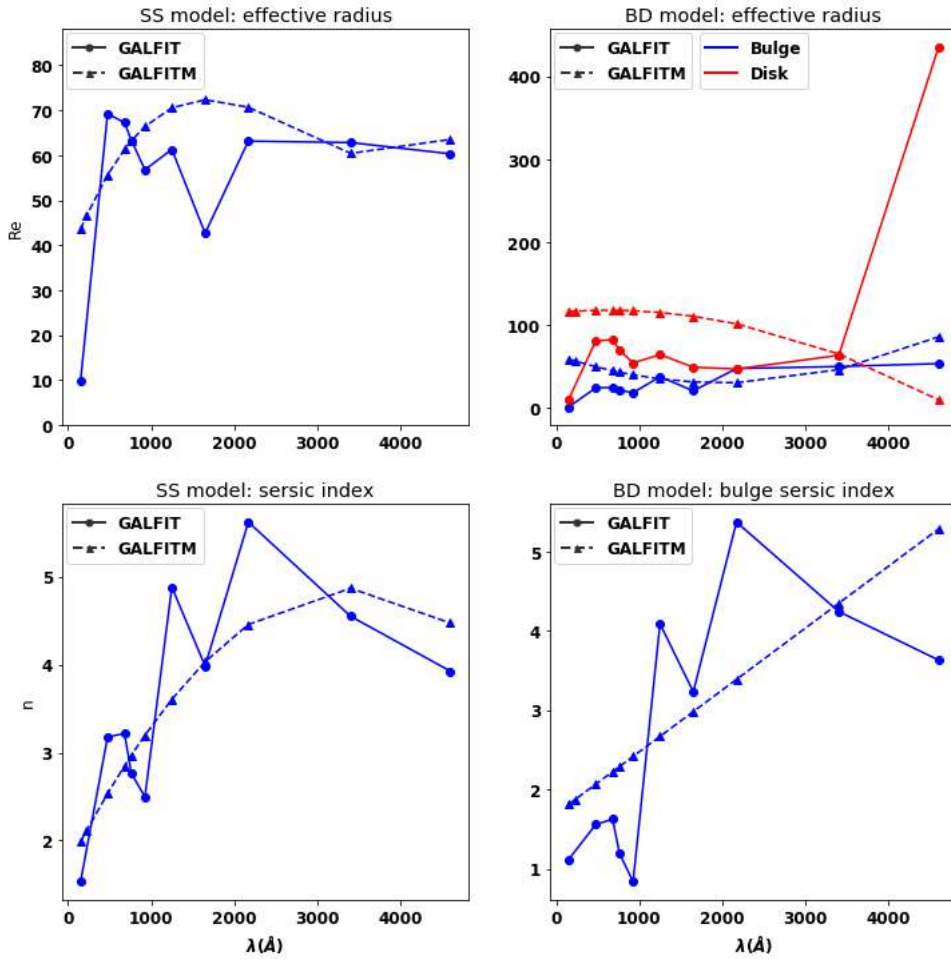 SS model: effective radius
GALFIT
GALFITM
Re
80
70
60
50
40
30
20
10
0
0 1000 2000 3000 4000
BD model: effective radius
GALFIT
GALFITM
Bulge
Disk
400
300
200
100
0
0 1000 2000 3000 4000
SS model: sersic index
GALFIT
GALFITM
n
5
4
3
2
0 1000 2000 3000 4000
λ(Å)
BD model: bulge sersic index
GALFIT
GALFITM
5
4
3
2
1
0 1000 2000 3000 4000
λ(Å)